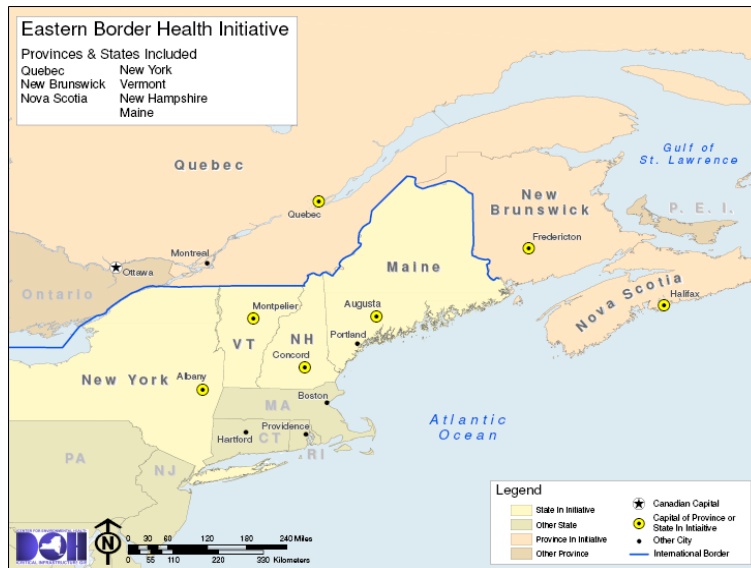 Eastern Border Health Initiative
Provinces & States Included
Quebec New York
New Brunswick Vermont
Nova Scotia New Hampshire
Maine
Gulf of
St. Lawrence
Quebec
New
Brunswick
P. E. I.
Quebec
Fredericton
Montreal
Ottawa
Maine
Ontario
Nova Scotia
Halifax
Montpelier
Augusta
VT
NH
Portland
Concord
New York
Albany
Boston
MA
Atlantic
Ocean
Hartford
Providence
CT
RI
PA
NJ
Legend
State In Initiative
Other State
Province In Initiative
Other Province
Canadian Capital
Capital of Province or
State In Intiaitive
Other City
International Border
N
0 30 60 120 180 240 Miles
0 55 110 220 330 Kilometers
DOH